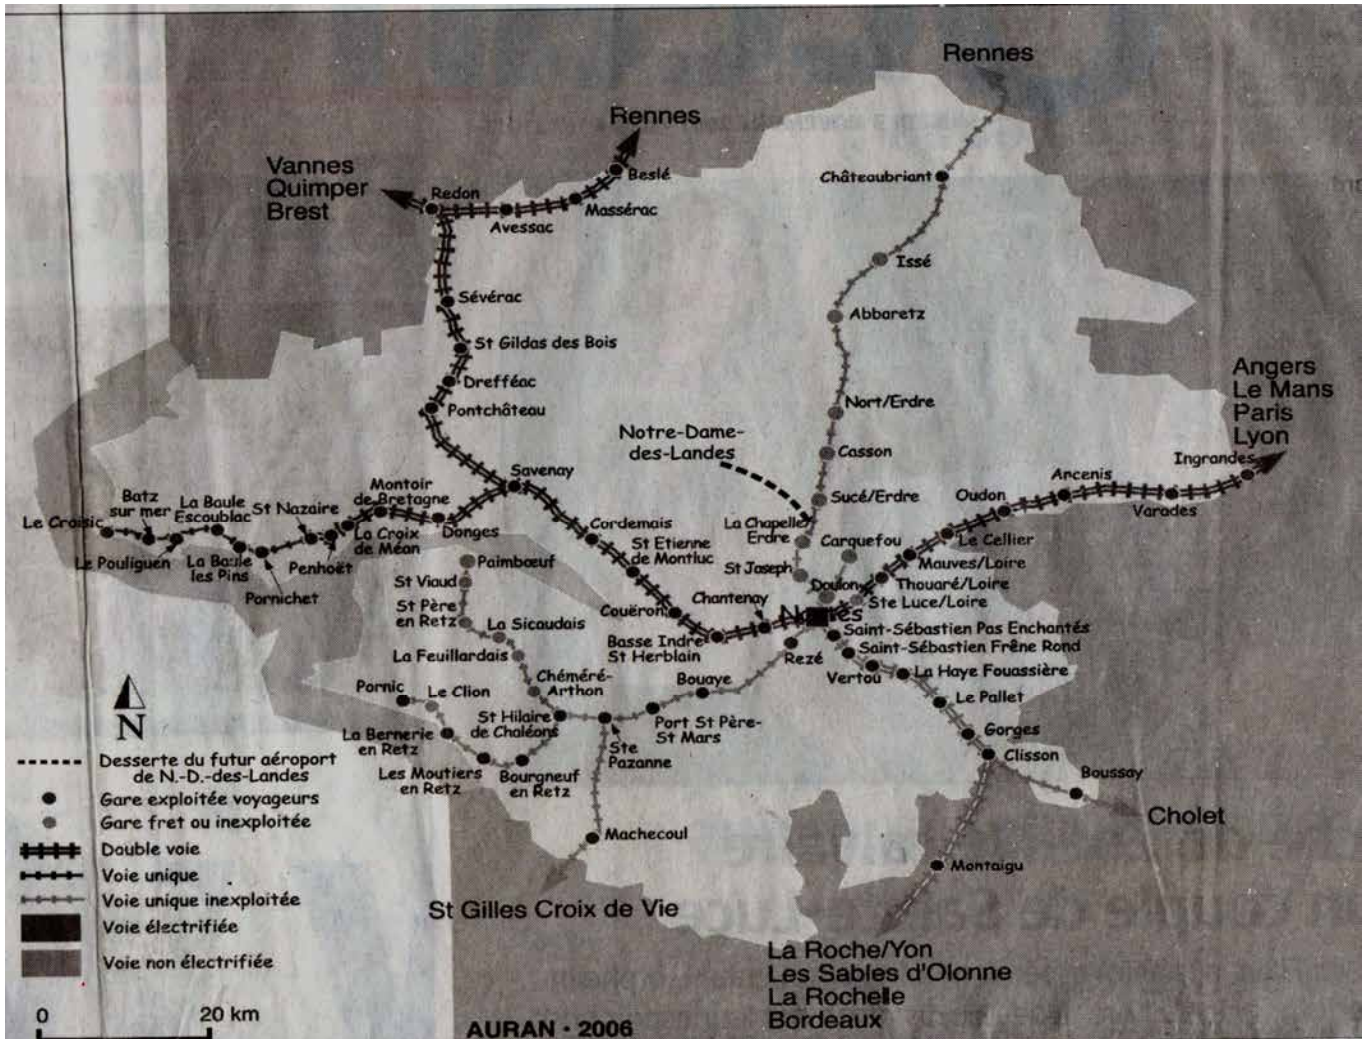 Rennes
Rennes
Vannes
Quimper
Brest
Redon
Beslé
Massérac
Avessac
Châteaubriant
Issé
Abbaretz
Sévérac
St Gildas des Bois
Drefféac
Pontchâteau
Nort/Erdre
Casson
Notre-Dame-
des-Landes
Angers
Le Mans
Paris
Lyon
Ingrandes
Ancenis
Varades
Oudon
Le Cellier
Mauves/Loire
Thouaré/Loire
Ste Luce/Loire
Sucé/Erdre
La Chapelle/
Erdre
Carquefou
St Joseph
Doulon
Nantes
Savenay
Montoir
de Bretagne
Donges
Cordemais
St Etienne
de Montluc
Couëron
Chantenay
Basse Indre
St Herblain
Le Croisic
Batz
sur mer
Le Pouliguen
La Baule
Escoublac
La Baule
les Pins
Pornichet
St Nazaire
Penhoët
La Croix
de Méan
Paimbœuf
St Viaud
St Père
en Retz
La Sicaudais
La Feuillardais
Chéméré-
Arthon
St Hilaire
de Chaléons
Pornic
Le Clion
La Bernerie
en Retz
Les Moutiers
en Retz
Bourgneuf
en Retz
Ste
Pazanne
Port St Père-
St Mars
Bouaye
Rezé
Saint-Sébastien Pas Enchantés
Saint-Sébastien Frêne Rond
Vertou
La Haye Fouassière
Le Pallet
Gorges
Clisson
Boussay
Cholet
Machecoul
Montaigu
St Gilles Croix de Vie
La Roche/Yon
Les Sables d'Olonne
La Rochelle
Bordeaux
N
Desserte du futur aéroport
de N.-D.-des-Landes
Gare exploitée voyageurs
Gare fret ou inexploitée
Double voie
Voie unique
Voie unique inexploitée
Voie électrifiée
Voie non électrifiée
0 20 km
AURAN · 2006